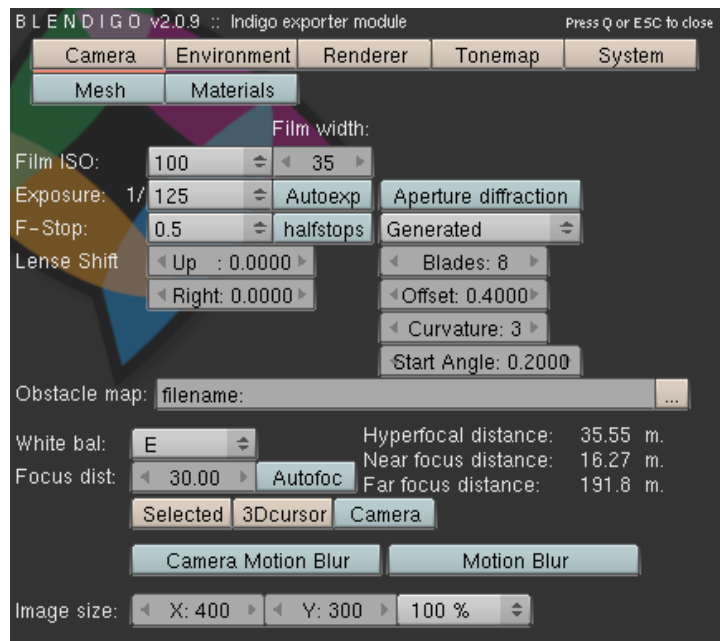 BLENDIGO v2.0.9 :: Indigo exporter module Press Q or ESC to close
Camera Environment Renderer Tonemap System
Mesh Materials
Film width:
Film ISO: 100 35
Exposure: 1/ 125 Autoexp Aperture diffraction
F-Stop: 0.5 halfstops Generated
Lense Shift Up : 0.0000 Blades: 8
Right: 0.0000 Offset: 0.4000
Curvature: 3
Start Angle: 0.2000
Obstacle map: filename: ...
White bal: E Hyperfocal distance: 35.55 m.
Near focus distance: 16.27 m.
Focus dist: 30.00 Autofoc Far focus distance: 191.8 m.
Selected 3Dcursor Camera
Camera Motion Blur Motion Blur
Image size: X: 400 Y: 300 100 %